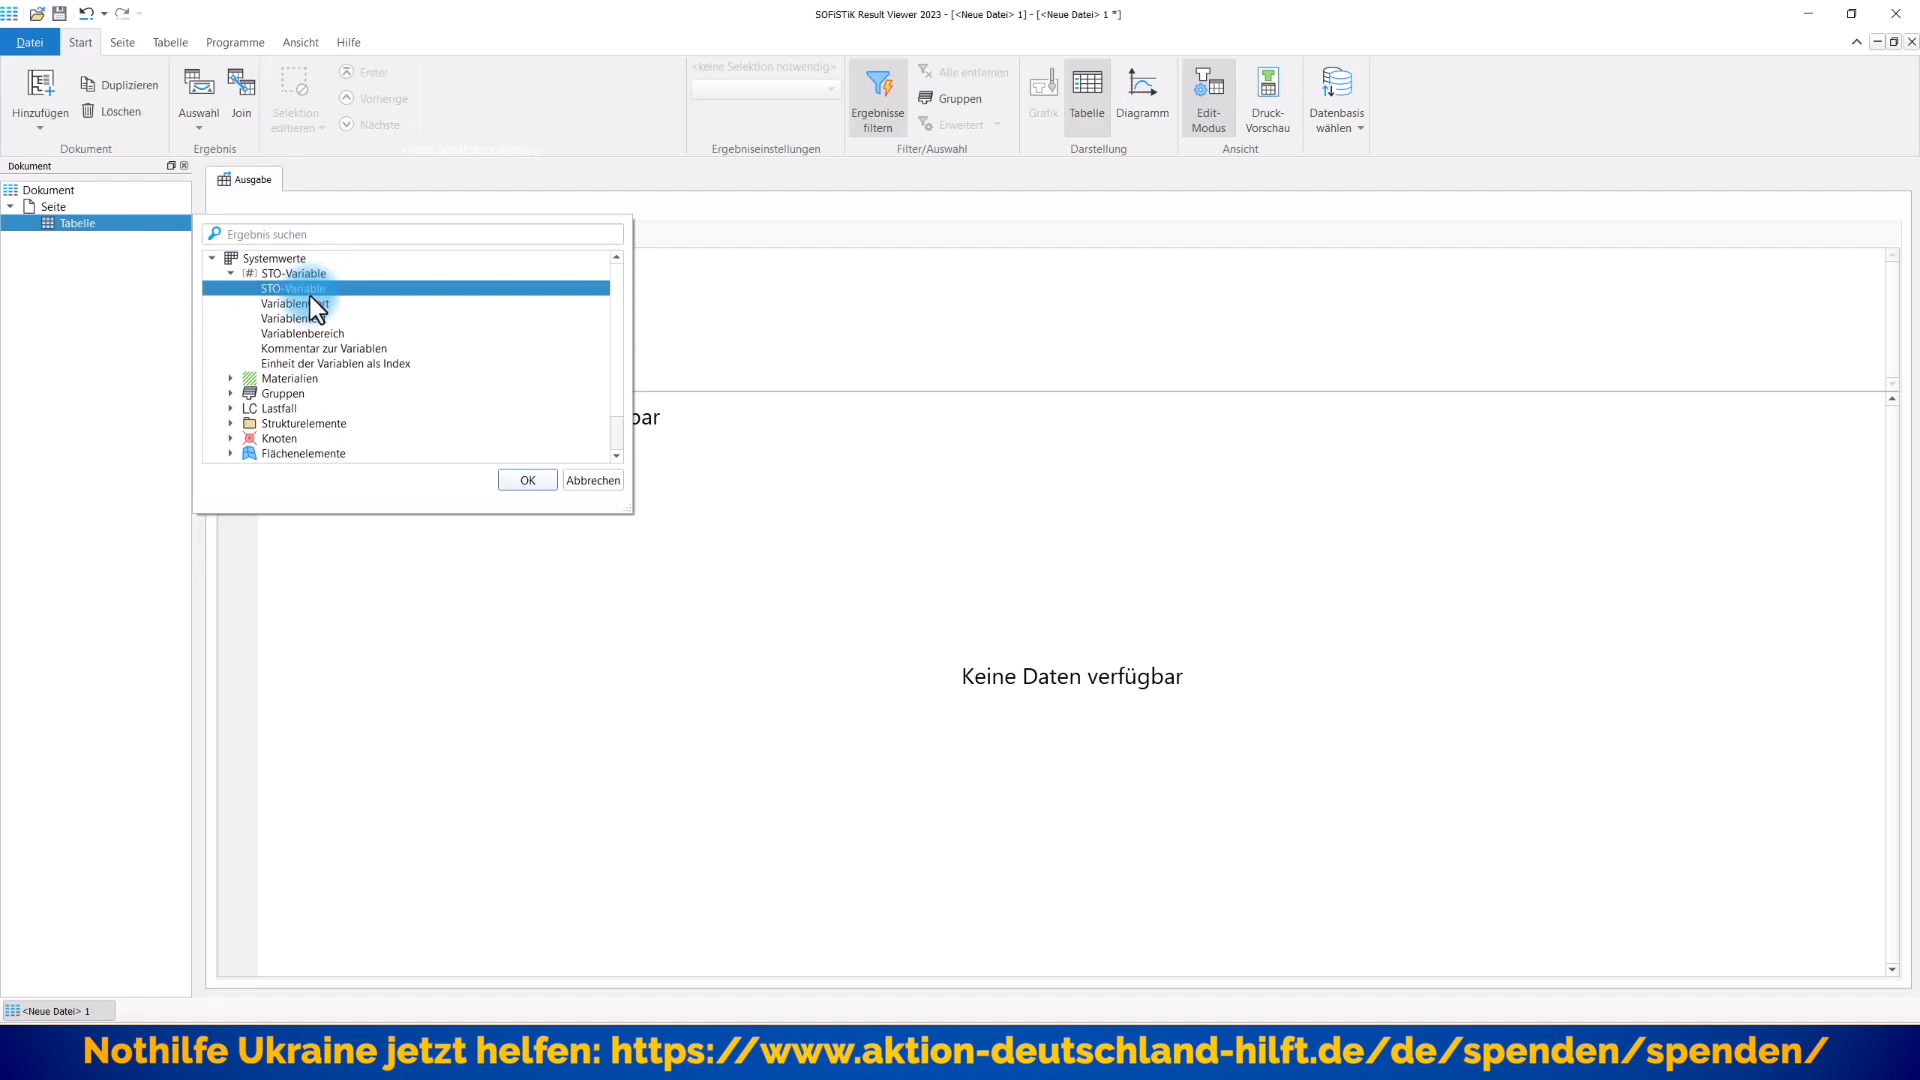 SOFiSTiK Result Viewer 2023 - [<Neue Datei> 1] - [<Neue Datei> 1 *]
Datei Start Seite Tabelle Programme Ansicht Hilfe
Hinzufügen
Duplizieren
Löschen
Dokument
Auswahl
Join
Ergebnis
Selektion
editieren
Erster
Vorherige
Nächste
<keine Selektion notwendig>
Ergebniseinstellungen
Ergebnisse
filtern
Alle entfernen
Gruppen
Erweitert
Filter/Auswahl
Grafik
Tabelle
Diagramm
Darstellung
Edit-
Modus
Druck-
Vorschau
Ansicht
Datenbasis
wählen
Dokument
Dokument
Seite
Tabelle
Ausgabe
Ergebnis suchen
Systemwerte
STO-Variable
STO-Variable
Variablenbereich
Kommentar zur Variablen
Einheit der Variablen als Index
Materialien
Gruppen
LC Lastfall
Strukturelemente
Knoten
Flächenelemente
OK
Abbrechen
bar
Keine Daten verfügbar
<Neue Datei> 1
Nothilfe Ukraine jetzt helfen: https://www.aktion-deutschland-hilft.de/de/spenden/spenden/